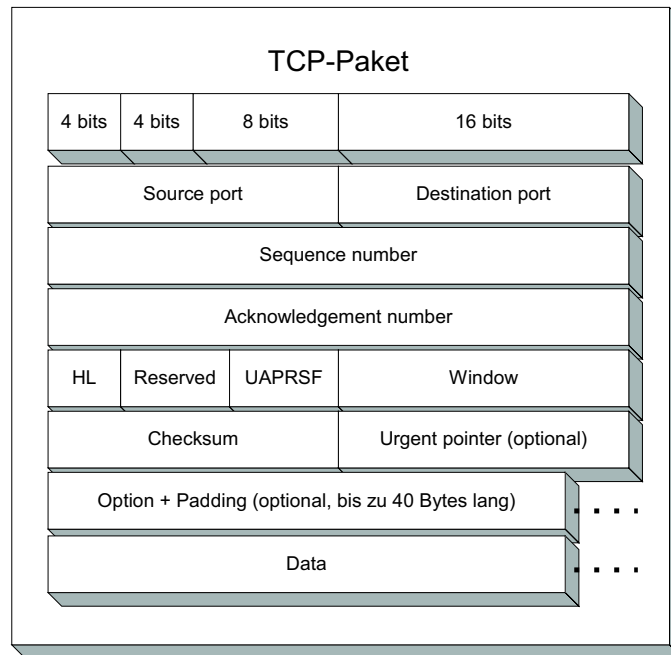 TCP-Paket
4 bits 4 bits 8 bits 16 bits
Source port Destination port
Sequence number
Acknowledgement number
HL Reserved UAPRSF Window
Checksum Urgent pointer (optional)
Option + Padding (optional, bis zu 40 Bytes lang) . . . .
Data . . . .